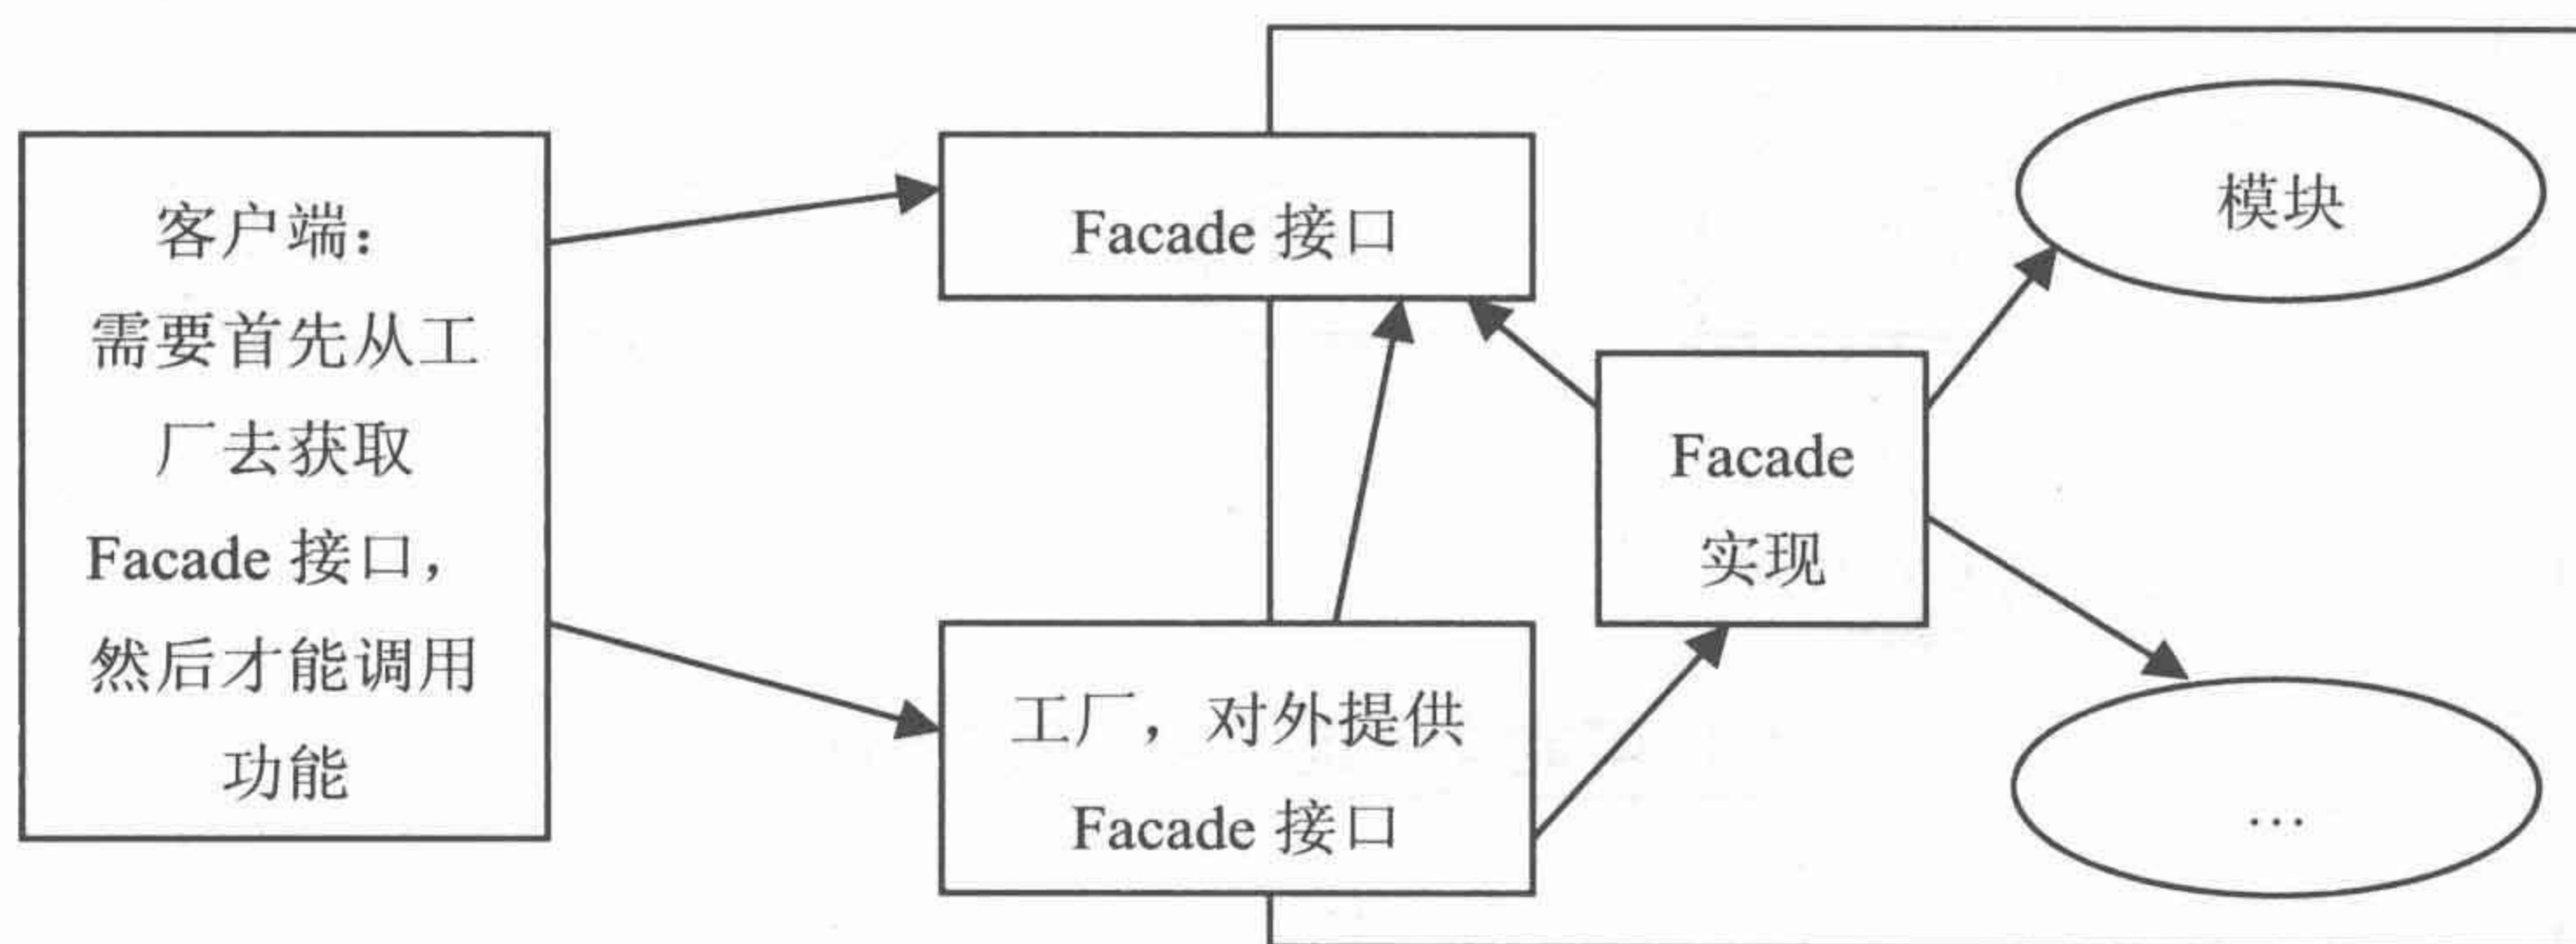 客户端：
需要首先从工
厂去获取
Facade 接口，
然后才能调用
功能
Facade 接口
工厂，对外提供
Facade 接口
Facade
实现
模块
…